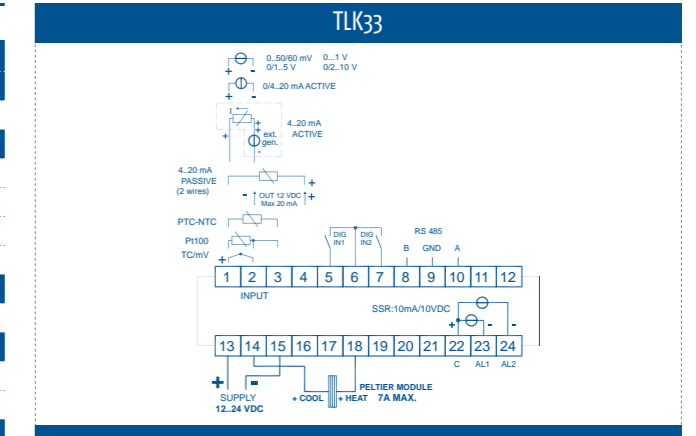 TLK33
0..50/60 mV 0...1 V
0/1..5 V 0/2..10 V
+ -
0/4..20 mA ACTIVE
+ -
I
+
+
4..20 mA
ACTIVE
+
ext.
gen.
-
4..20 mA
PASSIVE
(2 wires)
+
- OUT 12 VDC +
Max 20 mA
PTC-NTC
Pt100
TC/mV
+ -
DIG
IN1
DIG
IN2
RS 485
B GND A
1 2 3 4 5 6 7 8 9 10 11 12
INPUT
SSR:10mA/10VDC
+ - -
13 14 15 16 17 18 19 20 21 22 23 24
C AL1 AL2
+ -
SUPPLY
12..24 VDC
+ COOL + HEAT
PELTIER MODULE
7A MAX.